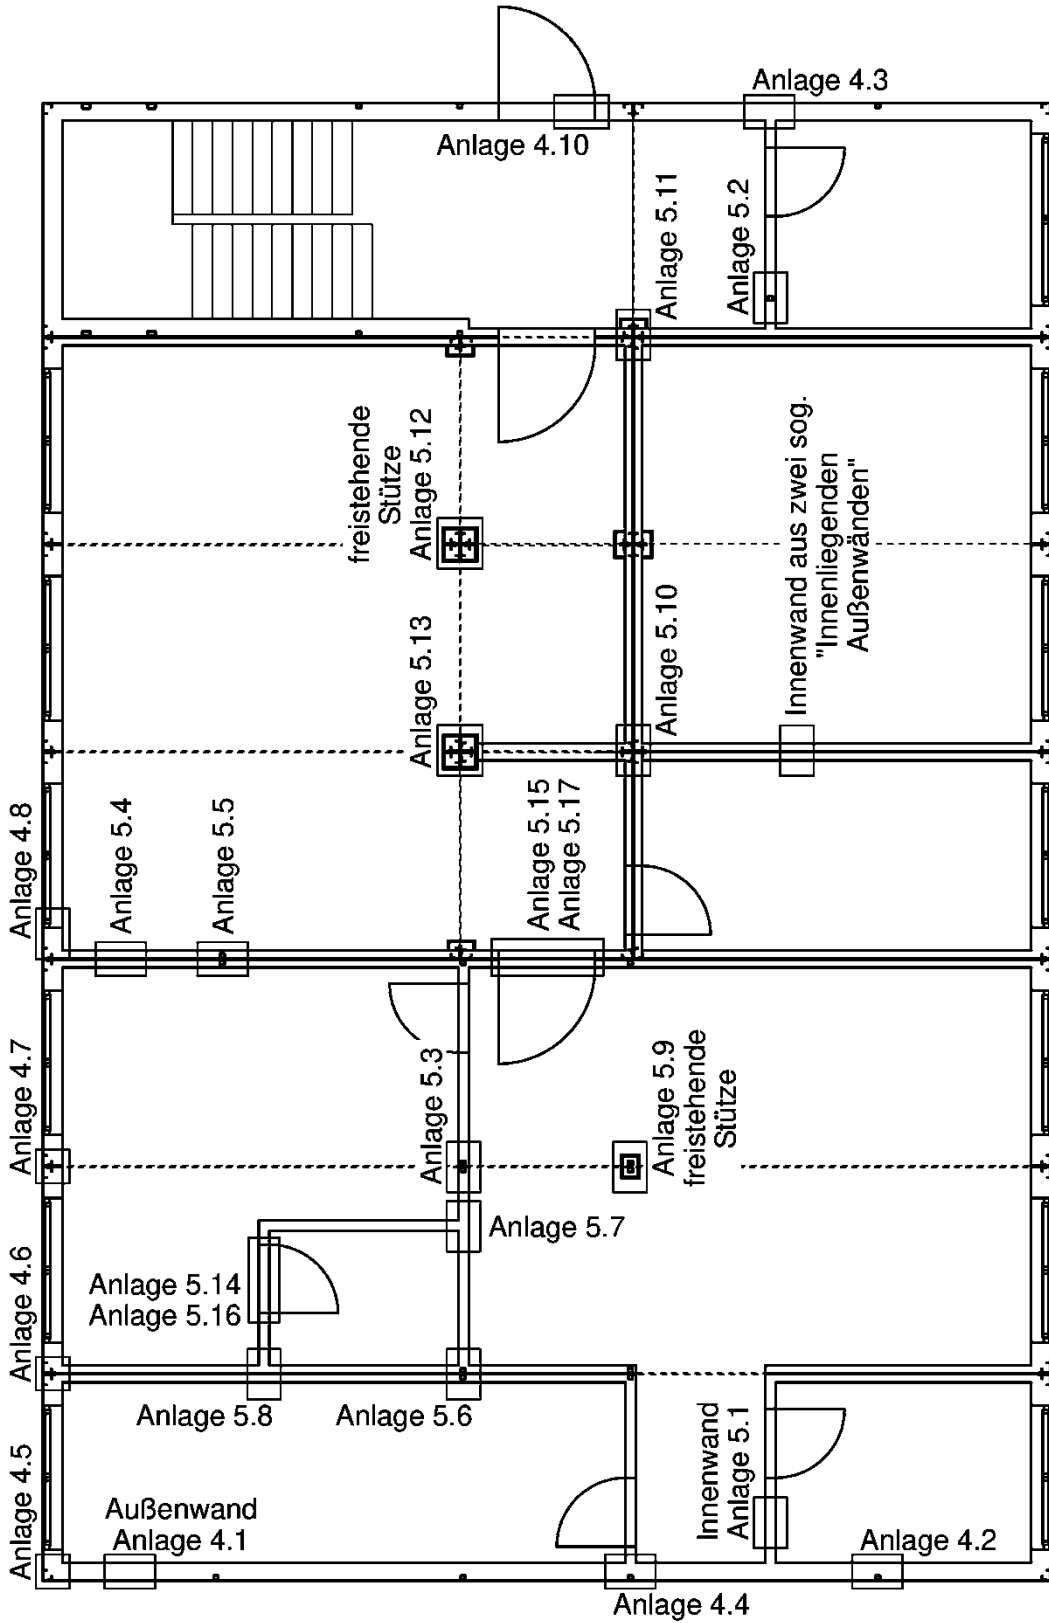 Anlage 4.3
Anlage 4.10
Anlage 5.11
Anlage 5.2
freistehende
Stütze
Anlage 5.12
Innenwand aus zwei sog.
"Innenliegenden
Außenwänden"
Anlage 5.13
Anlage 5.10
Anlage 4.8
Anlage 5.4
Anlage 5.5
Anlage 5.15
Anlage 5.17
Anlage 4.7
Anlage 5.3
Anlage 5.9
freistehende
Stütze
Anlage 5.7
Anlage 4.6
Anlage 5.14
Anlage 5.16
Anlage 5.8
Anlage 5.6
Anlage 4.5
Außenwand
Anlage 4.1
Innenwand
Anlage 5.1
Anlage 4.2
Anlage 4.4